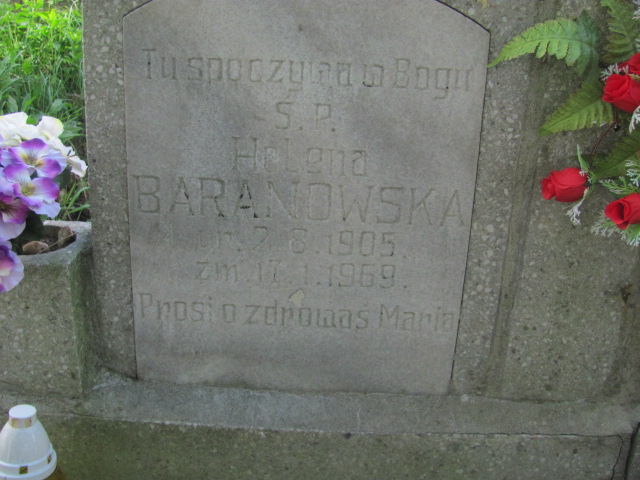 Tu spoczywa w Bogu
Ś.P.
Helena
BARANOWSKA
ur. 2.8.1905.
zm. 17.1.1969.
Prosi o zdrowaś Maria